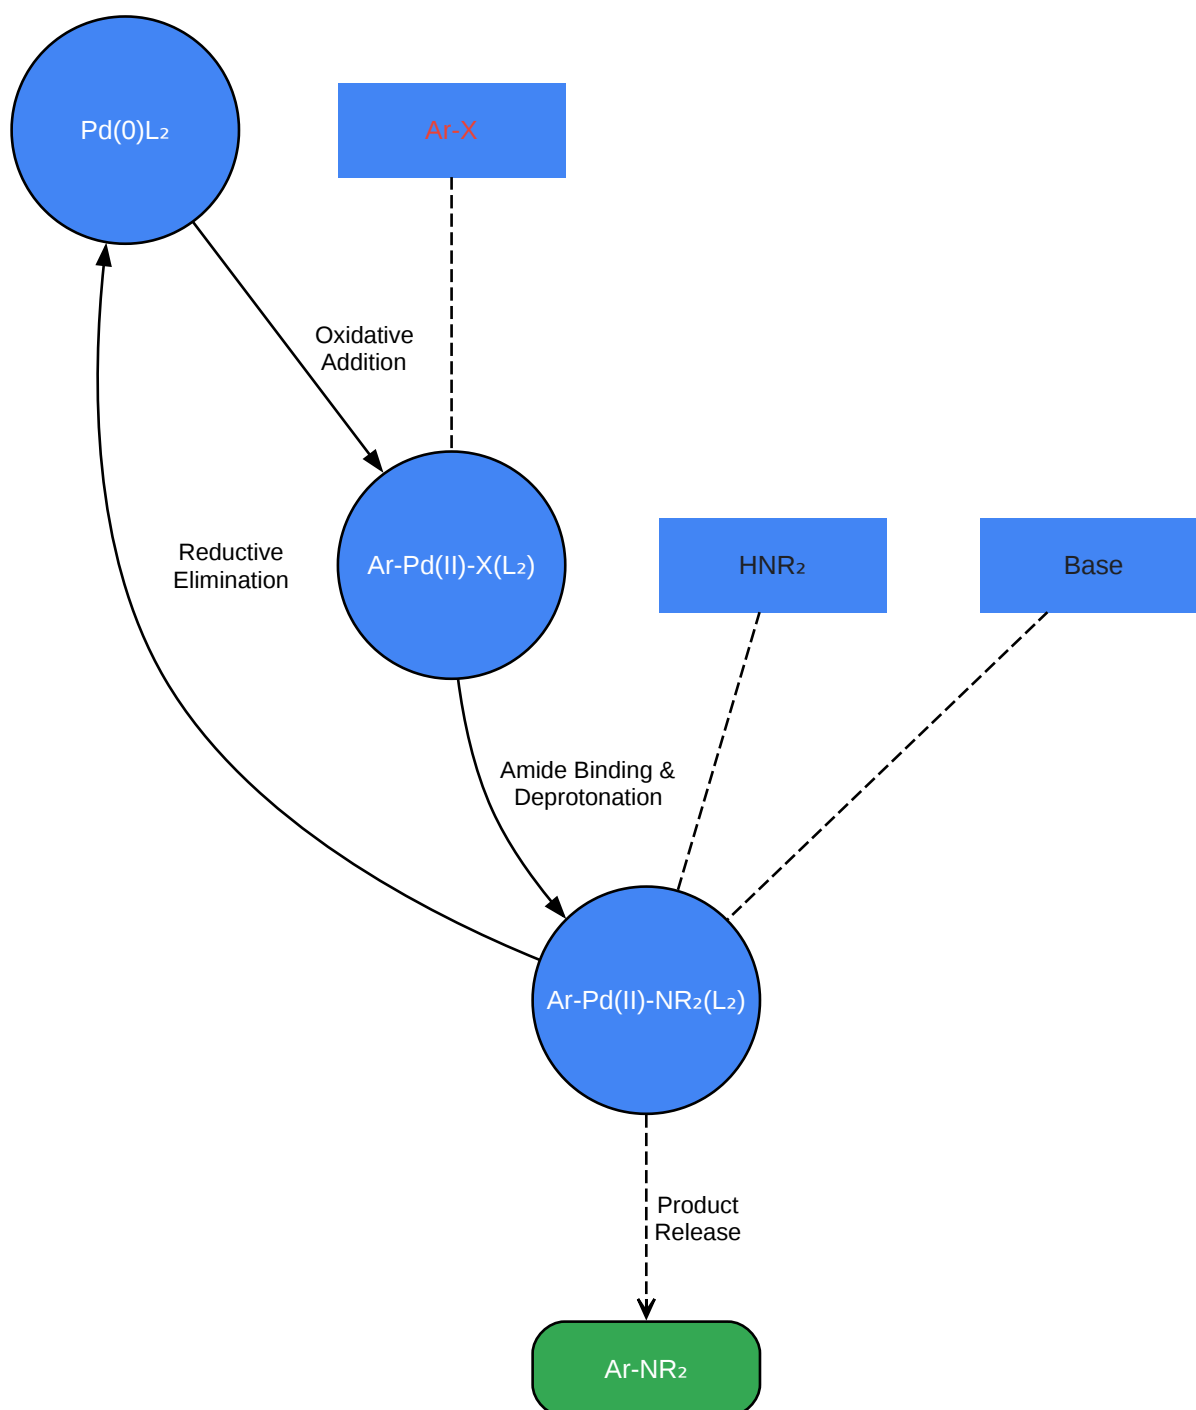 Pd(0)L₂
Ar-X
Oxidative
Addition
Reductive
Elimination
Ar-Pd(II)-X(L₂)
HNR₂
Base
Amide Binding &
Deprotonation
Ar-Pd(II)-NR₂(L₂)
Product
Release
Ar-NR₂